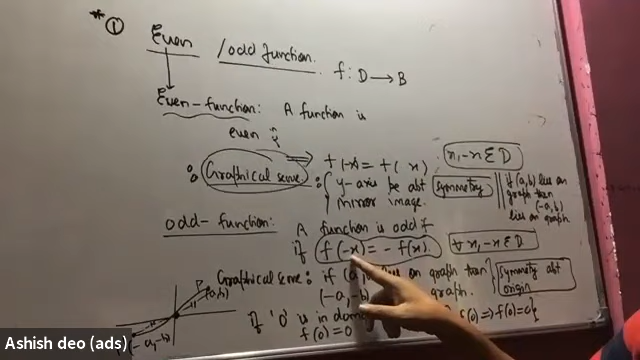 * ① Even /odd function.
f: D → B
Even-function: A function is
even if
f(-x) = f(x). x, -x ∈ D
Graphical sense : y-axis be abt symmetry
mirror image.
if (a,b) lies on
graph then
(-a,b)
lies on graph
odd-function: A function is odd if
if f(-x) = - f(x). ∀ x, -x ∈ D
Graphical sense : if (a, lies on graph then
(-a, -b) graph.
symmetry abt
origin
P (a,b)
(-a,-b)
If '0' is in dom
f(0)=0
f(0) => f(0)=0}
Ashish deo (ads)